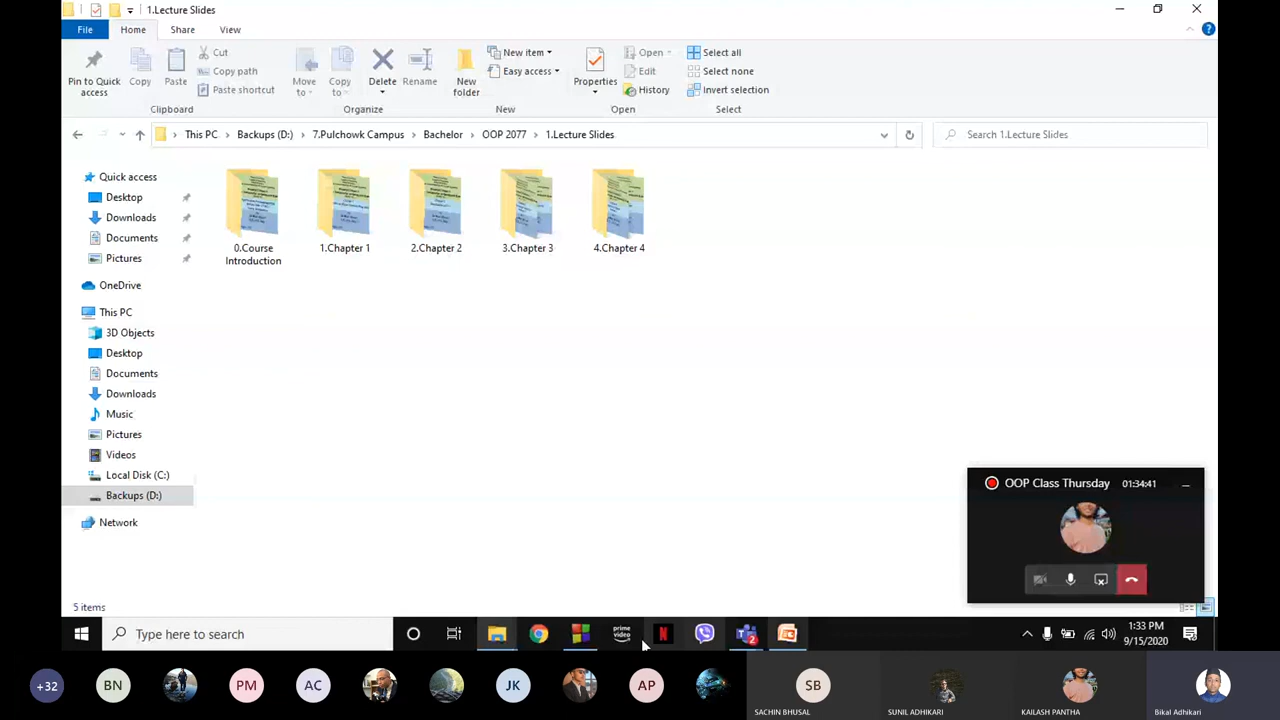 1.Lecture Slides
File Home Share View
Pin to Quick access
Copy
Paste
Cut
Copy path
Paste shortcut
Clipboard
Move to
Copy to
Delete
Rename
Organize
New folder
New item
Easy access
New
Properties
Open
Edit
History
Open
Select all
Select none
Invert selection
Select
This PC > Backups (D:) > 7.Pulchowk Campus > Bachelor > OOP 2077 > 1.Lecture Slides
Search 1.Lecture Slides
Quick access
Desktop
Downloads
Documents
Pictures
OneDrive
This PC
3D Objects
Desktop
Documents
Downloads
Music
Pictures
Videos
Local Disk (C:)
Backups (D:)
Network
0.Course Introduction
1.Chapter 1
2.Chapter 2
3.Chapter 3
4.Chapter 4
OOP Class Thursday 01:34:41
5 items
Type here to search
prime video
N
2
1:33 PM
9/15/2020
+32
BN
PM
AC
JK
AP
SB
SACHIN BHUSAL
SUNIL ADHIKARI
KAILASH PANTHA
Bikal Adhikari